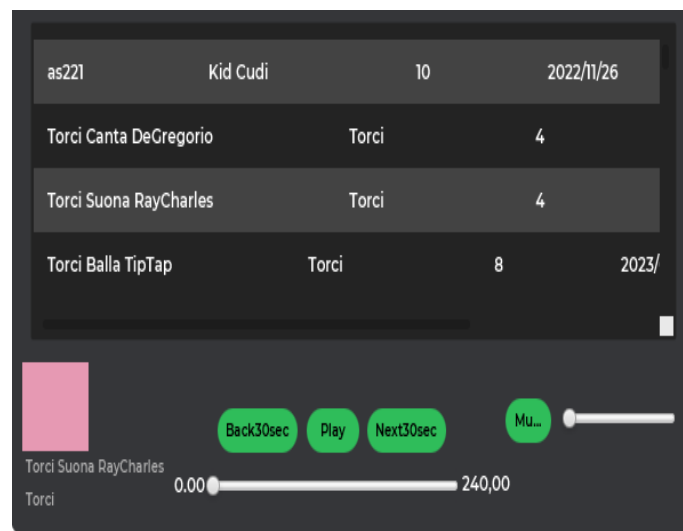 as221 Kid Cudi 10 2022/11/26
Torci Canta DeGregorio Torci 4
Torci Suona RayCharles Torci 4
Torci Balla TipTap Torci 8 2023/
Back30sec Play Next30sec Mu...
Torci Suona RayCharles
0.00 240,00
Torci